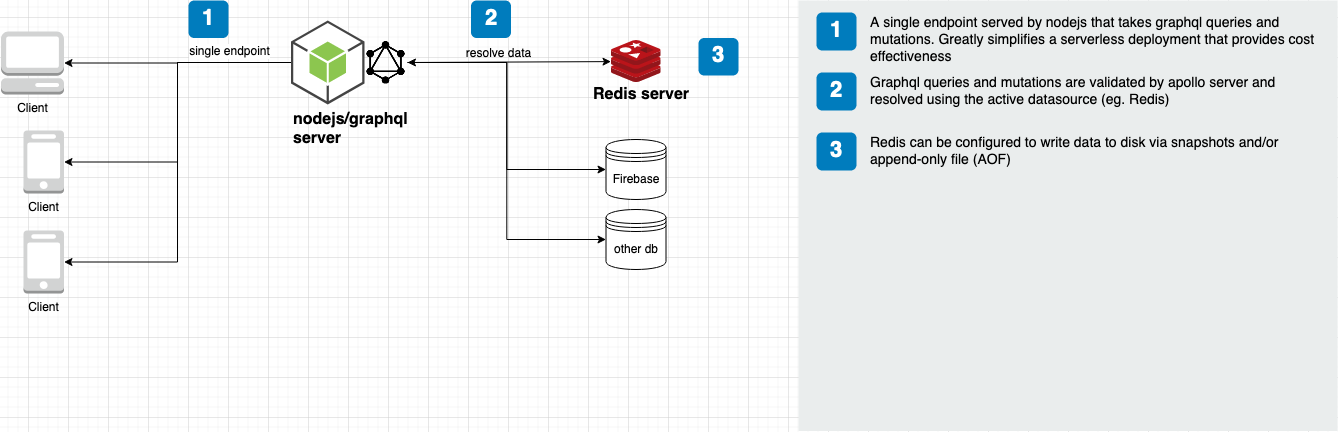 1
single endpoint
2
resolve data
3
Client
nodejs/graphql
server
Redis server
Client
Firebase
Client
other db
1
A single endpoint served by nodejs that takes graphql queries and
mutations. Greatly simplifies a serverless deployment that provides cost
effectiveness
2
Graphql queries and mutations are validated by apollo server and
resolved using the active datasource (eg. Redis)
3
Redis can be configured to write data to disk via snapshots and/or
append-only file (AOF)